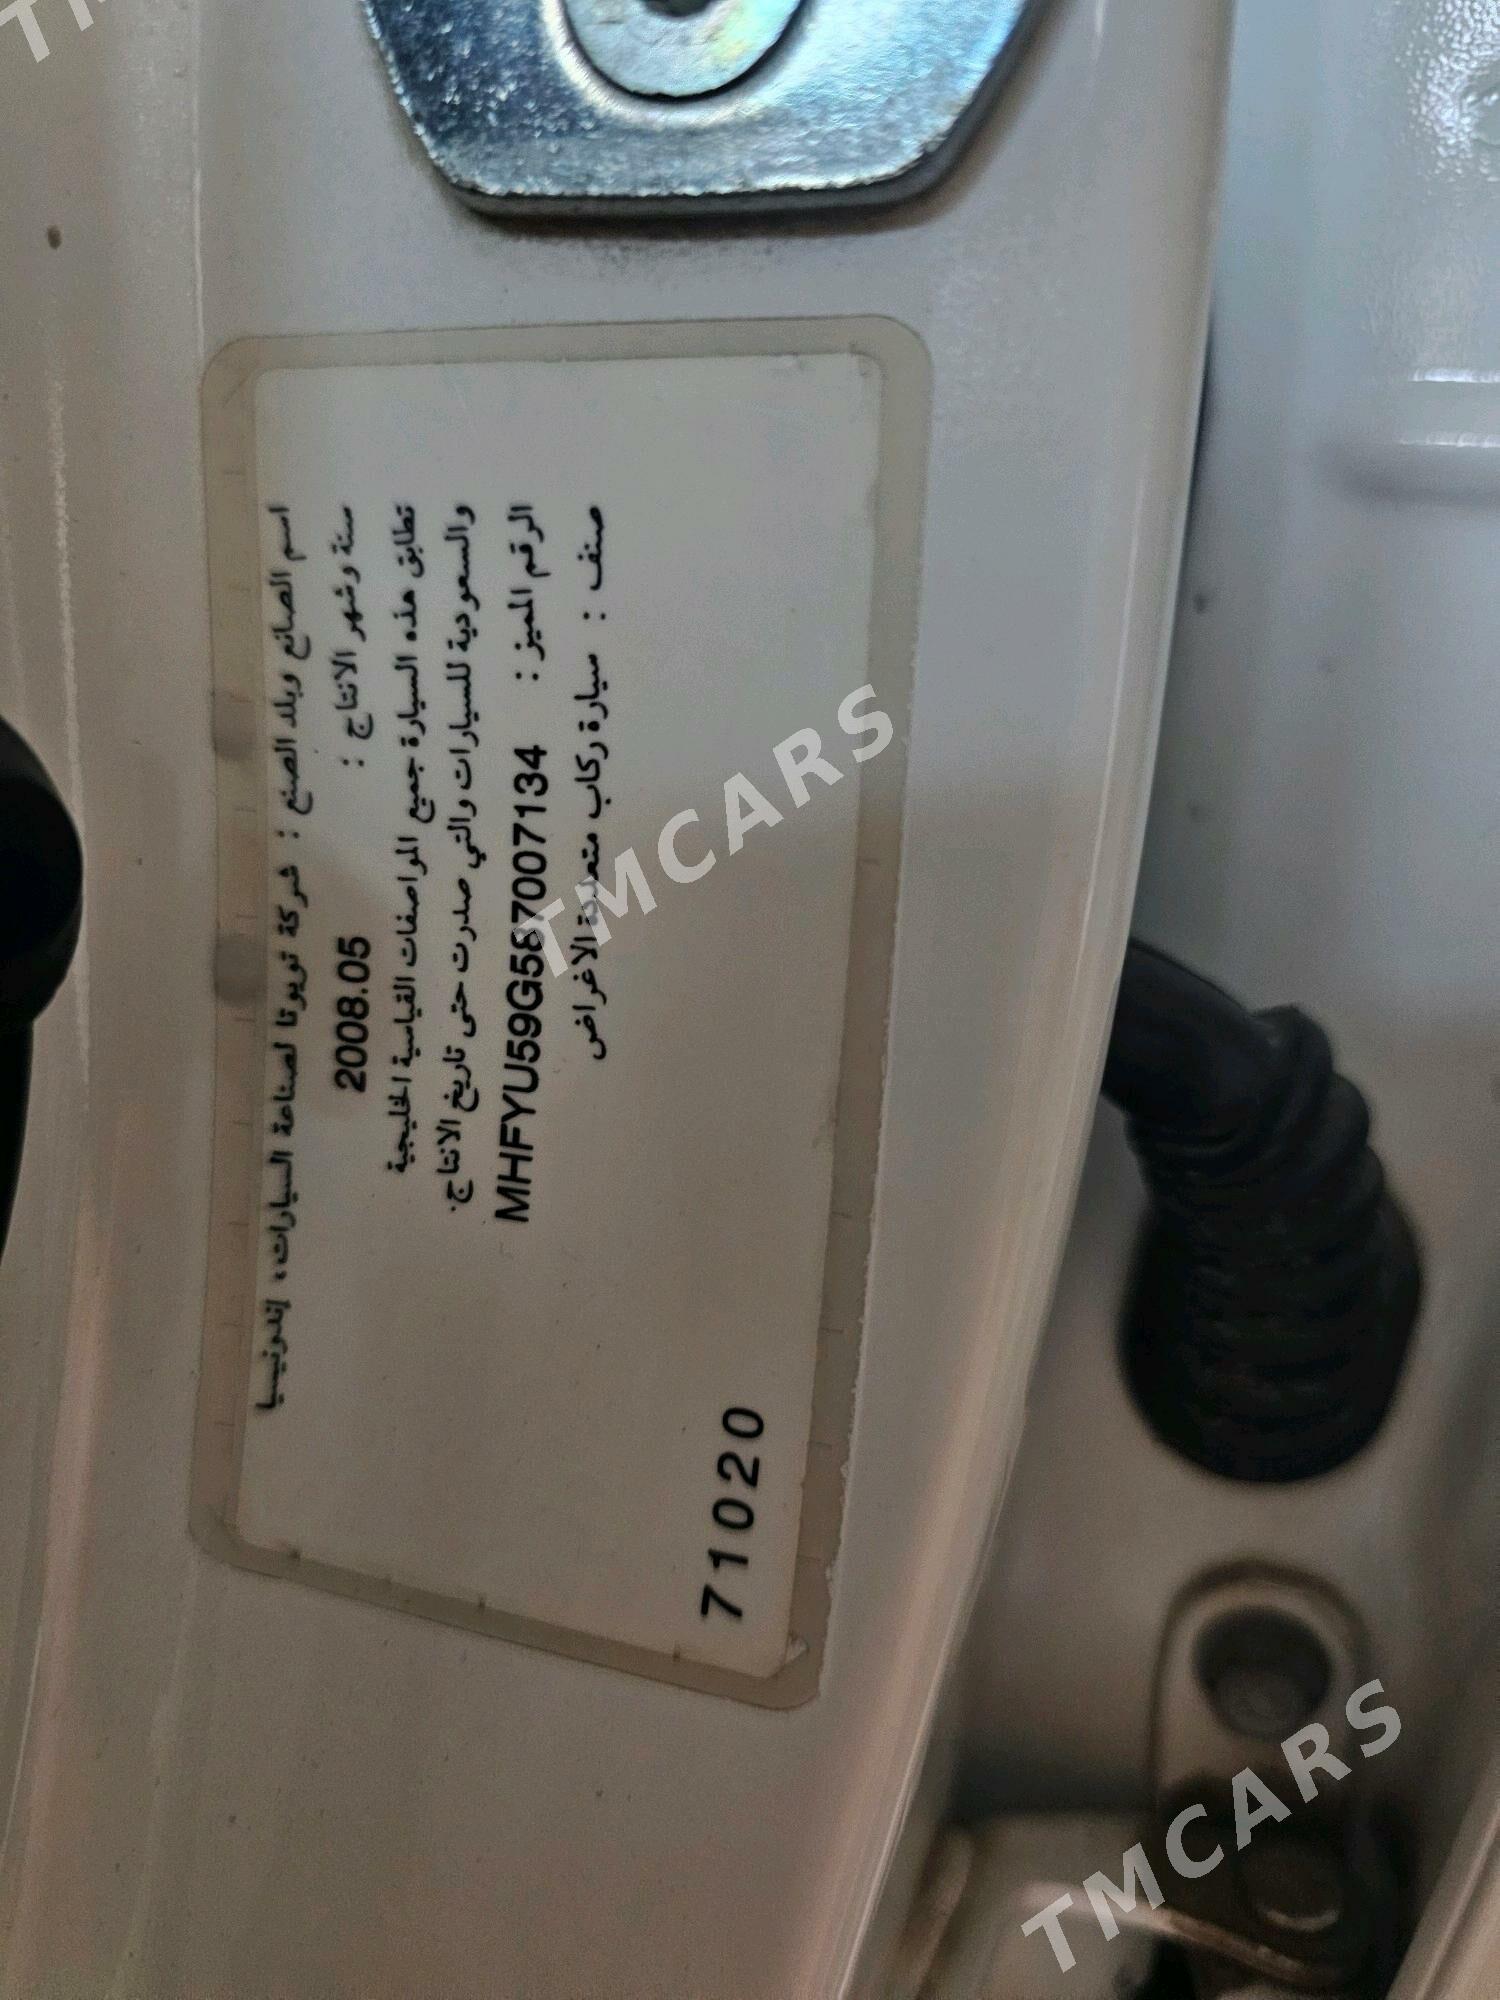 اسم الصانع وبلد الصنع : شركة تويوتا لصناعة السيارات، إندونيسيا
سنة وشهر الانتاج : 2008.05
تطابق هذه السيارة جميع المواصفات القياسية الخليجية
والسعودية للسيارات والتي صدرت حتى تاريخ الانتاج.
الرقم المميز : MHFYU59G587007134
صنف : سيارة ركاب متعددة الاغراض
71020
TMCARS
TMCARS